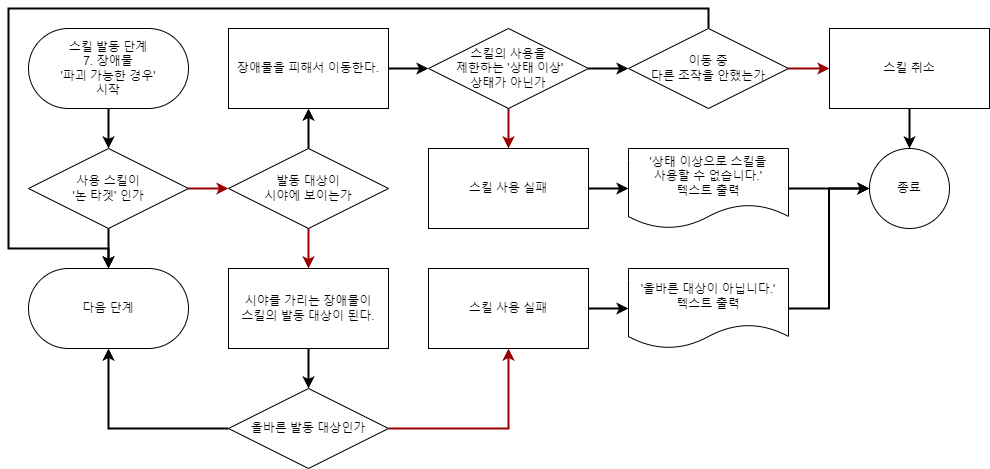 스킬 발동 단계
7. 장애물
'파괴 가능한 경우'
시작
장애물을 피해서 이동한다.
스킬의 사용을
제한하는 '상태 이상'
상태가 아닌가
이동 중
다른 조작을 안했는가
스킬 취소
사용 스킬이
'논 타겟' 인가
발동 대상이
시야에 보이는가
스킬 사용 실패
'상태 이상으로 스킬을
사용할 수 없습니다.'
텍스트 출력
종료
다음 단계
시야를 가리는 장애물이
스킬의 발동 대상이 된다.
스킬 사용 실패
'올바른 대상이 아닙니다.'
텍스트 출력
올바른 발동 대상인가